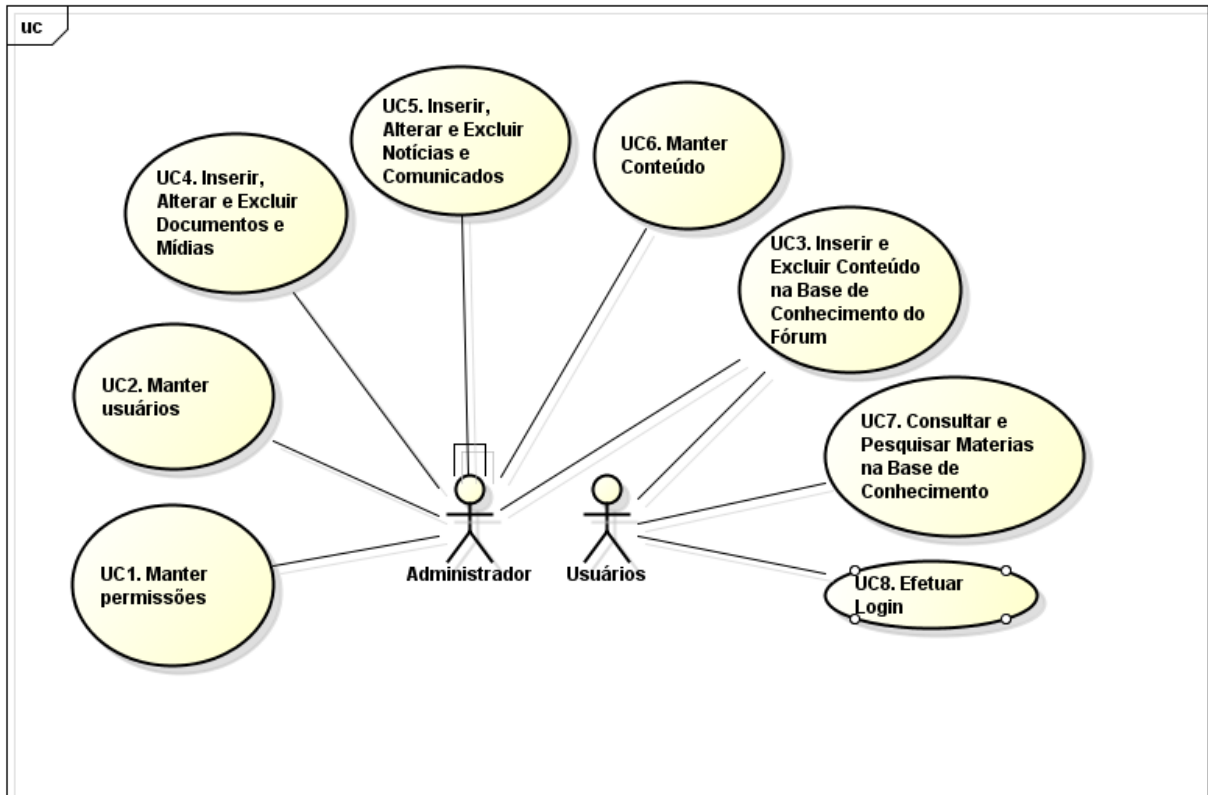 uc
UC5. Inserir,
Alterar e Excluir
Notícias e
Comunicados
UC6. Manter
Conteúdo
UC4. Inserir,
Alterar e Excluir
Documentos e
Mídias
UC3. Inserir e
Excluir Conteúdo
na Base de
Conhecimento do
Fórum
UC2. Manter
usuários
UC7. Consultar e
Pesquisar Materias
na Base de
Conhecimento
UC1. Manter
permissões
Administrador
Usuários
UC8. Efetuar
Login